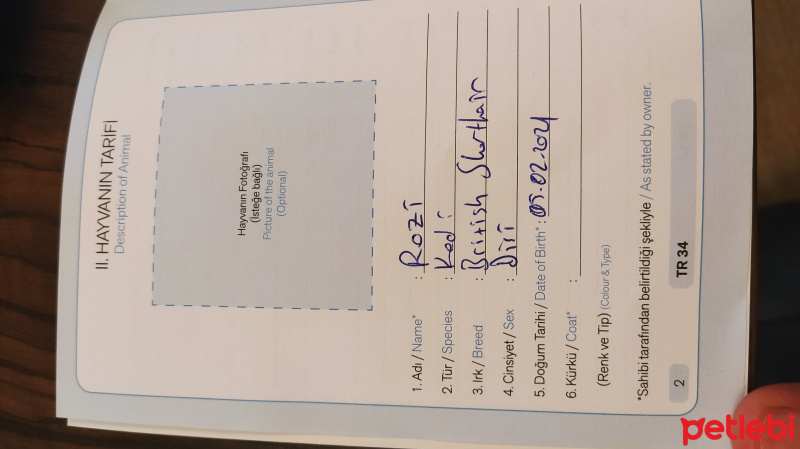 II. HAYVANIN TARİFİ
Description of Animal
Hayvanın Fotoğrafı
(İsteğe bağlı)
Picture of the animal
(Optional)
1. Adı / Name* : Rozi
2. Tür / Species : Kedi
3. Irk / Breed : British Shorthair
4. Cinsiyet / Sex : Dişi
5. Doğum Tarihi / Date of Birth* : 05.02.2021
6. Kürkü / Coat* :
(Renk ve Tip) (Colour & Type)
*Sahibi tarafından belirtildiği şekliyle / As stated by owner.
2 TR 34
petlebi